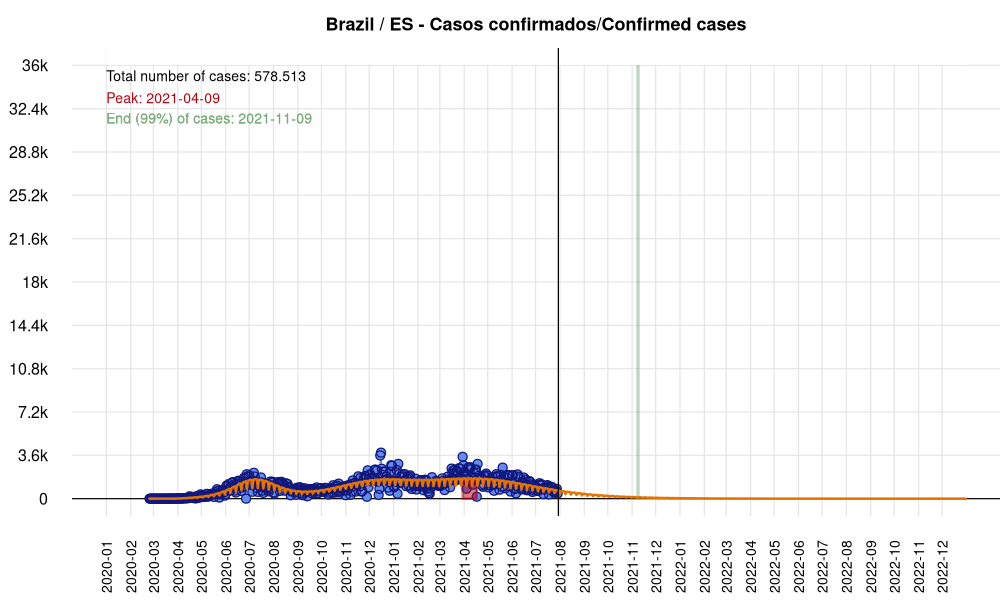 Brazil / ES - Casos confirmados/Confirmed cases
Total number of cases: 578.513
Peak: 2021-04-09
End (99%) of cases: 2021-11-09
36k
32.4k
28.8k
25.2k
21.6k
18k
14.4k
10.8k
7.2k
3.6k
0
2020-01
2020-02
2020-03
2020-04
2020-05
2020-06
2020-07
2020-08
2020-09
2020-10
2020-11
2020-12
2021-01
2021-02
2021-03
2021-04
2021-05
2021-06
2021-07
2021-08
2021-09
2021-10
2021-11
2021-12
2022-01
2022-02
2022-03
2022-04
2022-05
2022-06
2022-07
2022-08
2022-09
2022-10
2022-11
2022-12